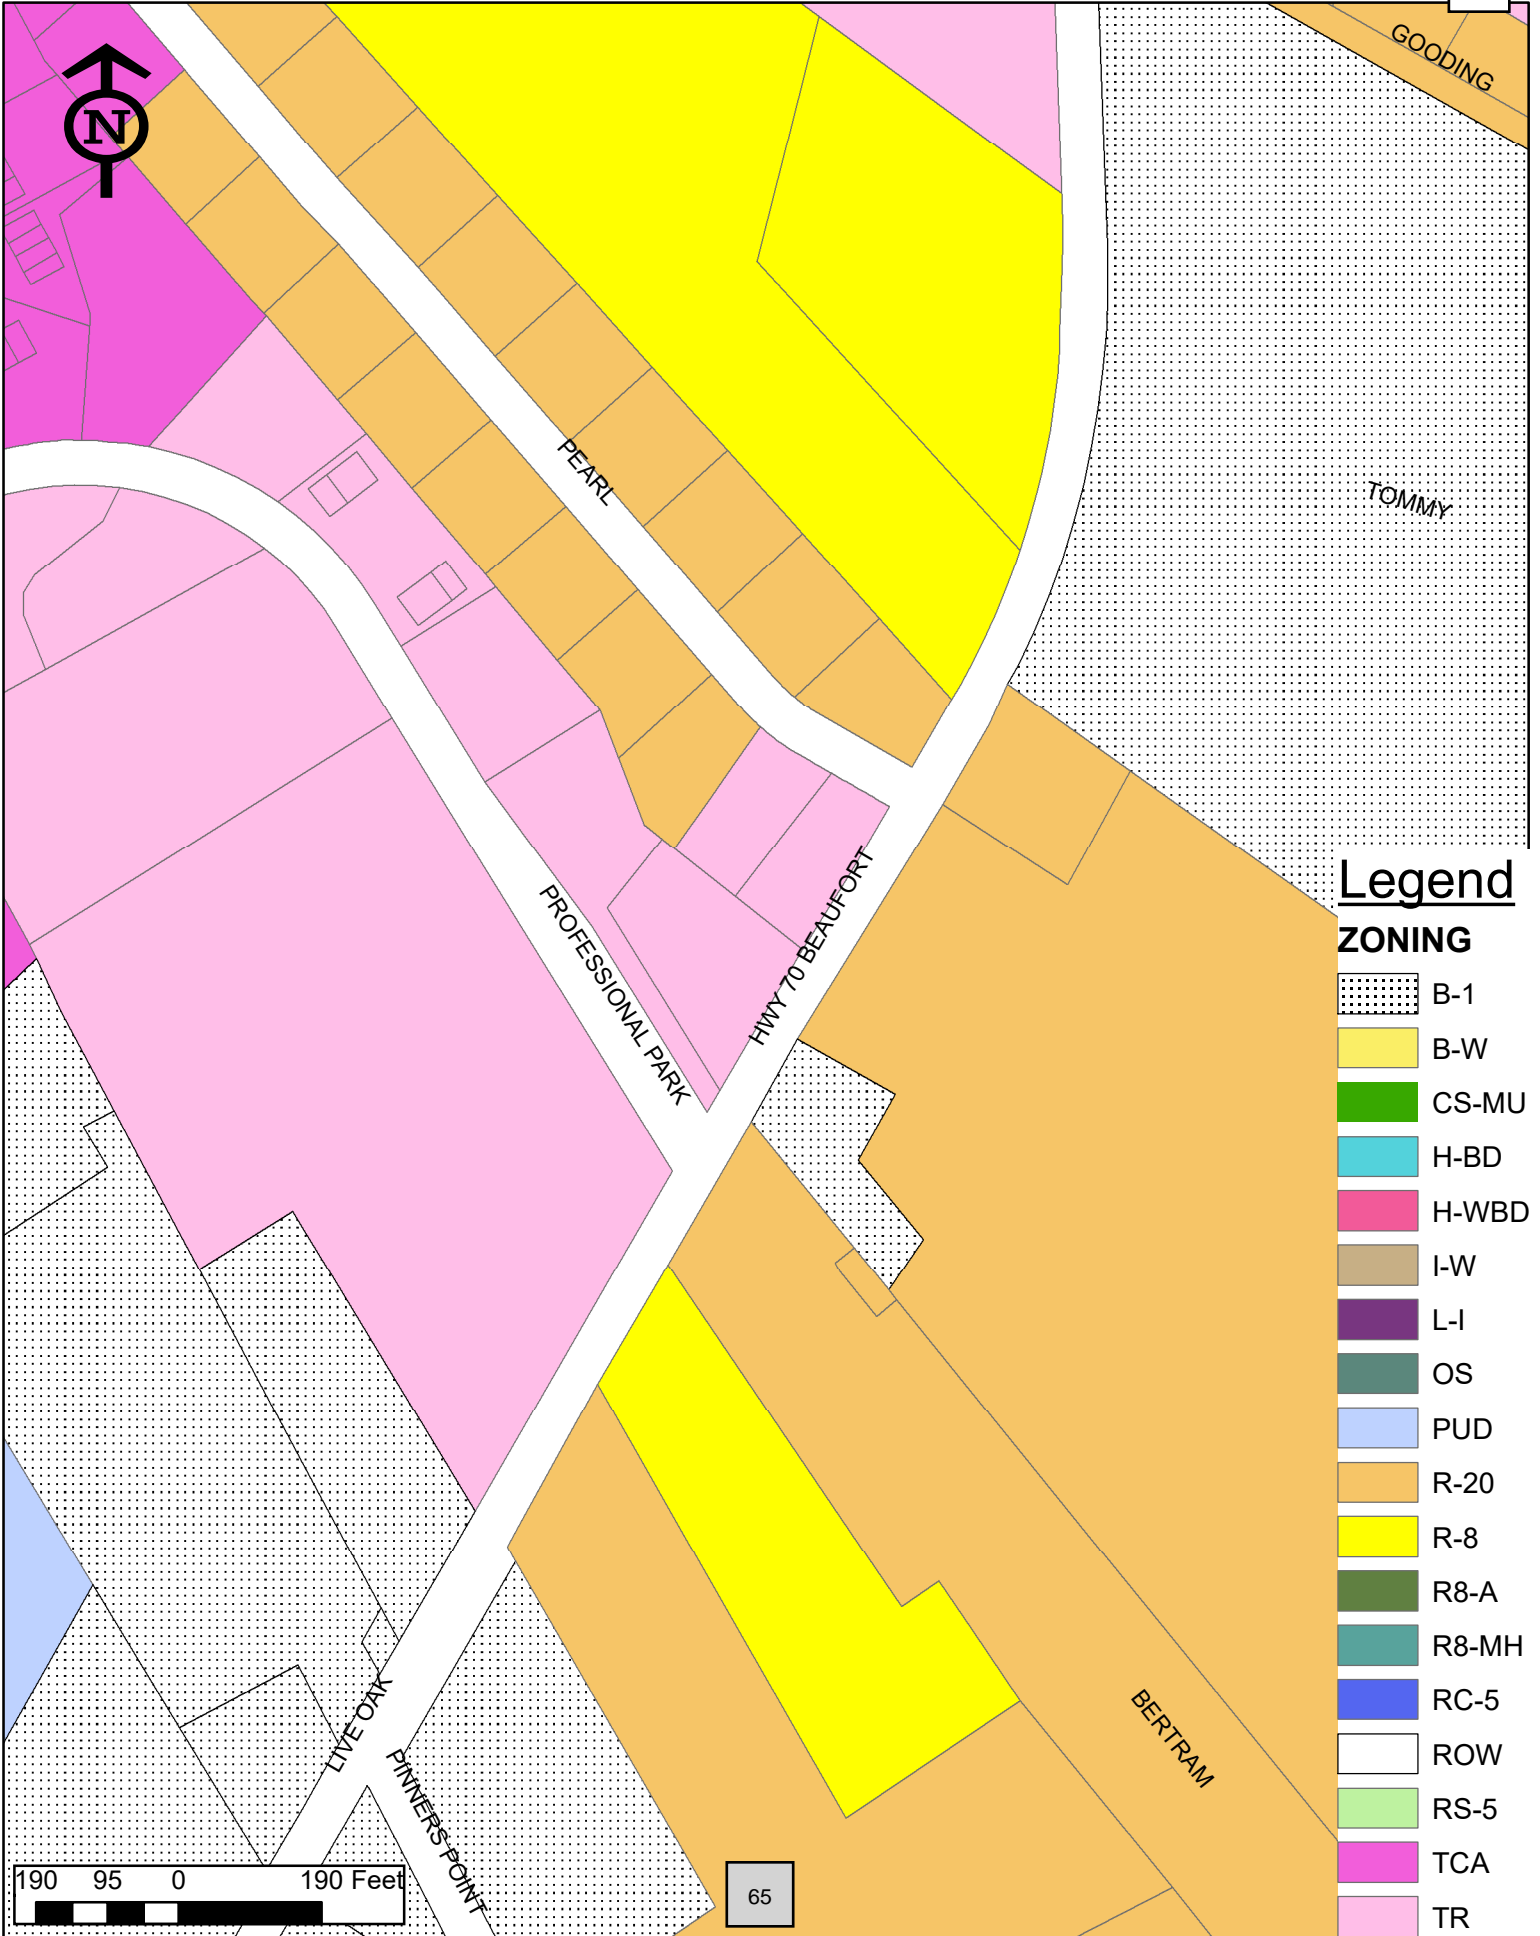 GOODING
N
PEARL
TOMMY
PROFESSIONAL PARK
HWY 70 BEAUFORT
LIVE OAK
PINNERS POINT
BERTRAM
Legend
ZONING
B-1
B-W
CS-MU
H-BD
H-WBD
I-W
L-I
OS
PUD
R-20
R-8
R8-A
R8-MH
RC-5
ROW
RS-5
TCA
TR
190 95 0 190 Feet
65